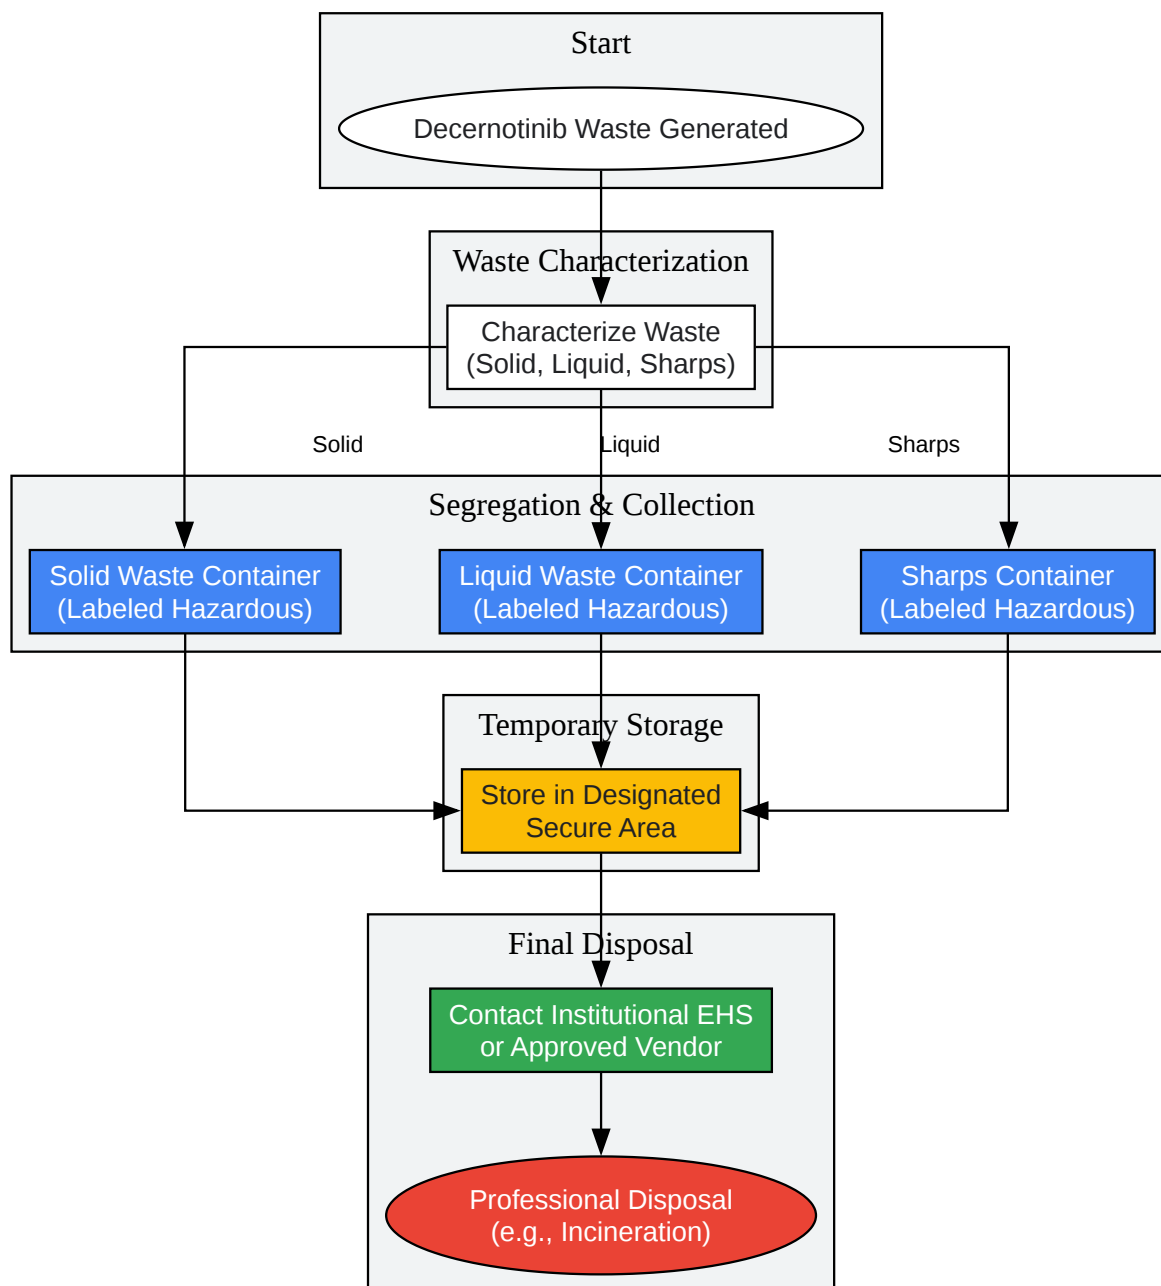 Start
Decernotinib Waste Generated
Waste Characterization
Characterize Waste
(Solid, Liquid, Sharps)
Solid
Liquid
Sharps
Segregation & Collection
Solid Waste Container
(Labeled Hazardous)
Liquid Waste Container
(Labeled Hazardous)
Sharps Container
(Labeled Hazardous)
Temporary Storage
Store in Designated
Secure Area
Final Disposal
Contact Institutional EHS
or Approved Vendor
Professional Disposal
(e.g., Incineration)